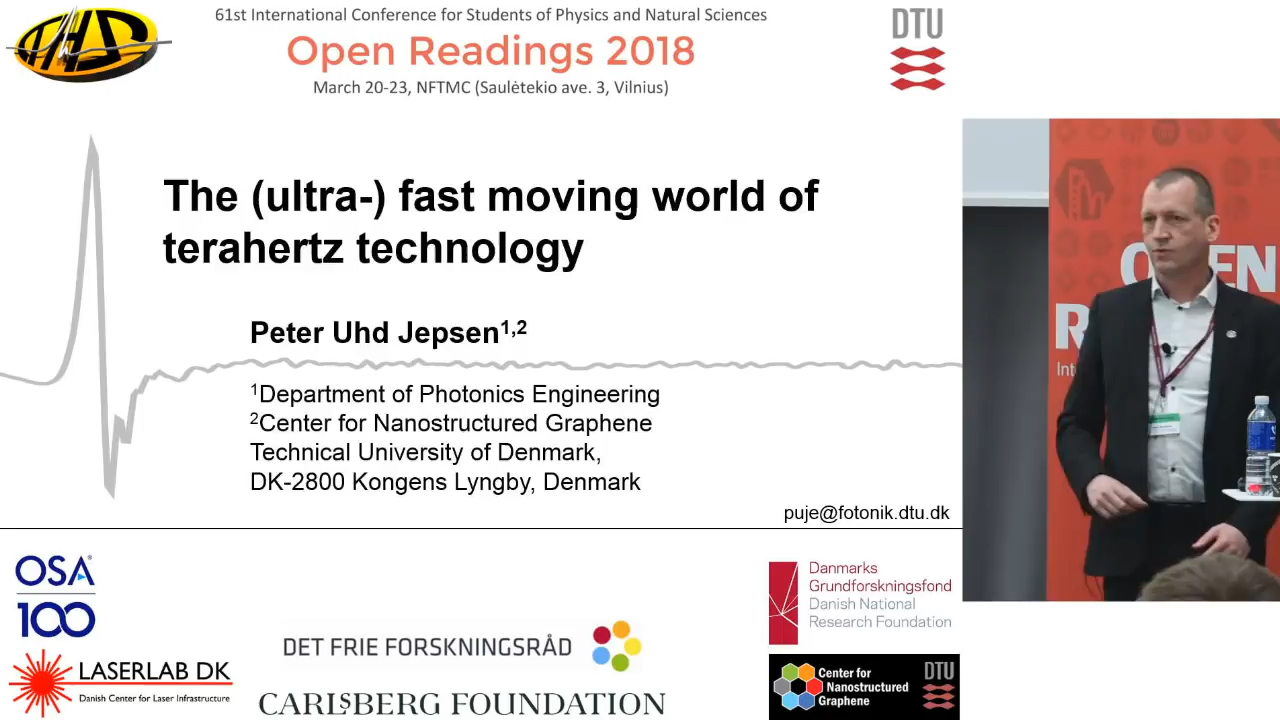 61st International Conference for Students of Physics and Natural Sciences
Open Readings 2018
March 20-23, NFTMC (Saulėtekio ave. 3, Vilnius)
DTU
The (ultra-) fast moving world of
terahertz technology
Peter Uhd Jepsen1,2
1Department of Photonics Engineering
2Center for Nanostructured Graphene
Technical University of Denmark,
DK-2800 Kongens Lyngby, Denmark
puje@fotonik.dtu.dk
OSA®
100
LASERLAB DK
Danish Center for Laser Infrastructure
DET FRIE FORSKNINGSRÅD
CARLSBERG FOUNDATION
Danmarks
Grundforskningsfond
Danish National
Research Foundation
Center for
Nanostructured
Graphene
DTU